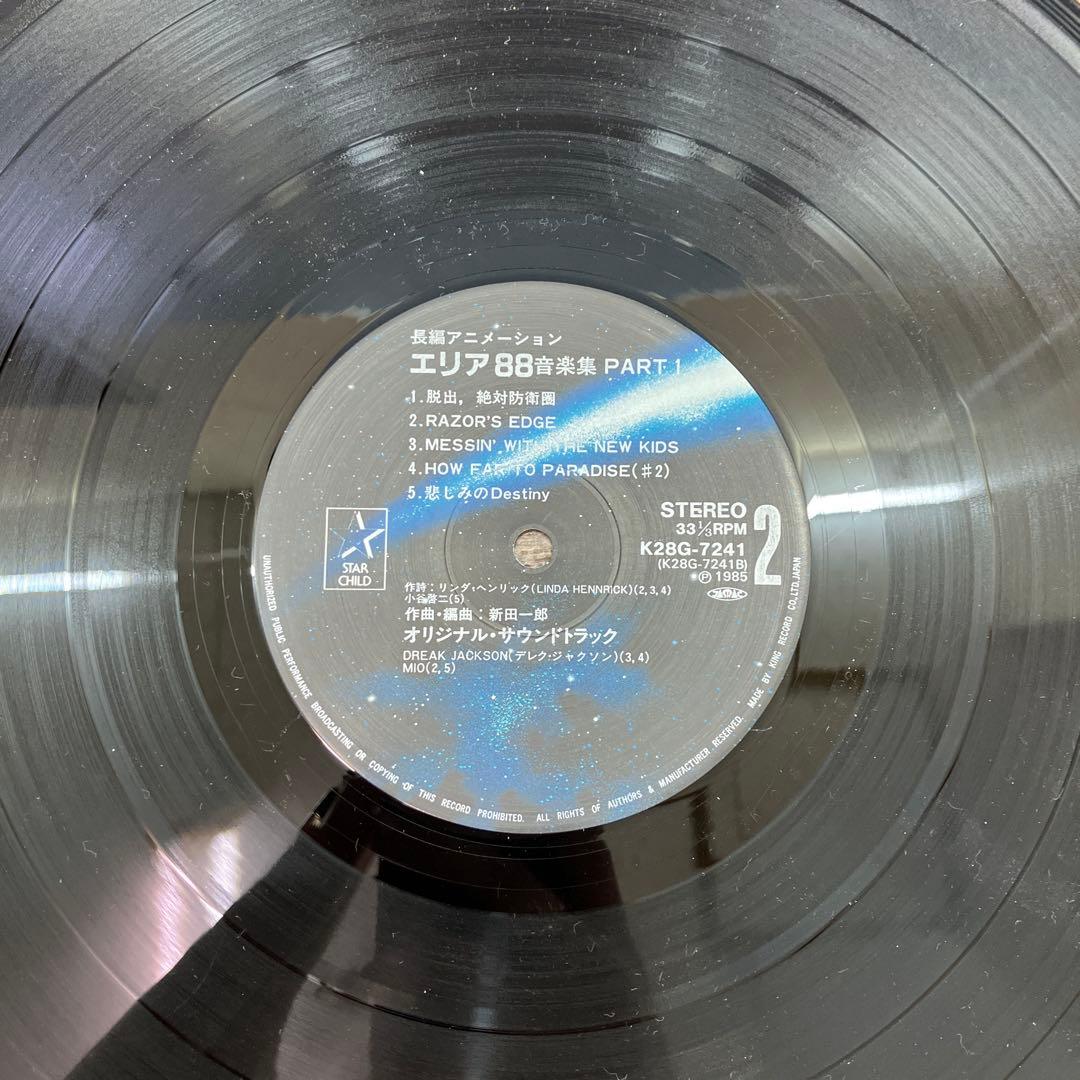 長編アニメーション
エリア88音楽集 PART 1
1.脱出,絶対防衛圏
2.RAZOR'S EDGE
3.MESSIN' WITH THE NEW KIDS
4.HOW FAR TO PARADISE(♯2)
5.悲しみのDestiny
STAR
CHILD
STEREO
33 1/3RPM
K28G-7241
(K28G-7241B)
Ⓟ 1985
JASRAC
2
作詩:リンダ・ヘンリック(LINDA HENNRICK)(2,3,4)
小谷啓二(5)
作曲・編曲:新田一郎
オリジナル・サウンドトラック
DREAK JACKSON(デレク・ジャクソン)(3,4)
MIO(2,5)
UNAUTHORIZED PUBLIC PERFORMANCE BROADCASTING OR COPYING OF THIS RECORD PROHIBITED. ALL RIGHTS OF AUTHORS & MANUFACTURER RESERVED. MADE BY KING RECORD CO., LTD. JAPAN